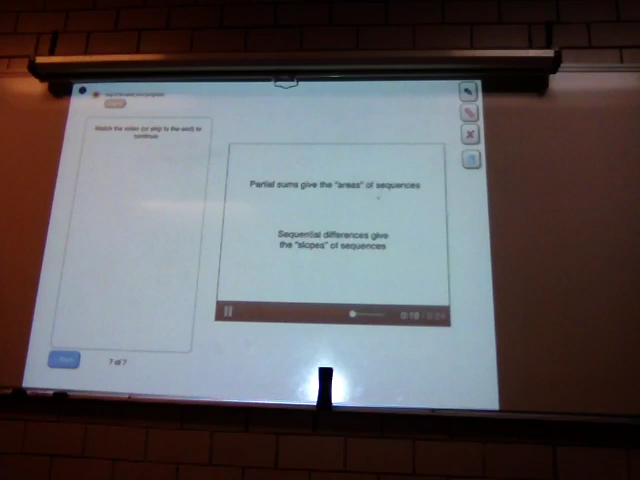 Watch the video (or skip to the end) to
continue
Partial sums give the "areas" of sequences
Sequential differences give
the "slopes" of sequences
7 of 7